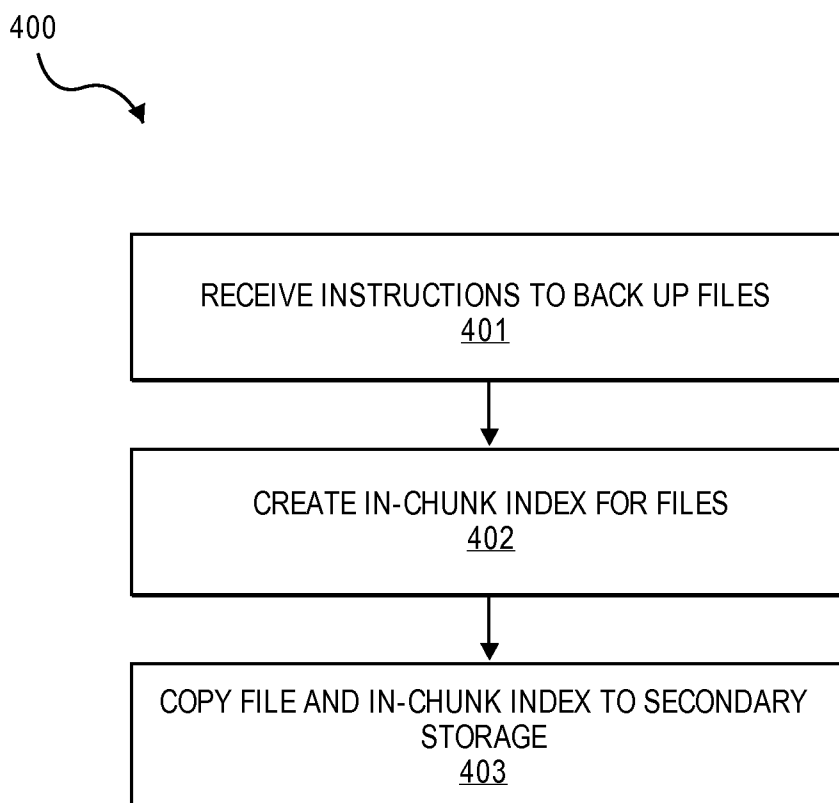 400
RECEIVE INSTRUCTIONS TO BACK UP FILES
401
CREATE IN-CHUNK INDEX FOR FILES
402
COPY FILE AND IN-CHUNK INDEX TO SECONDARY
STORAGE
403